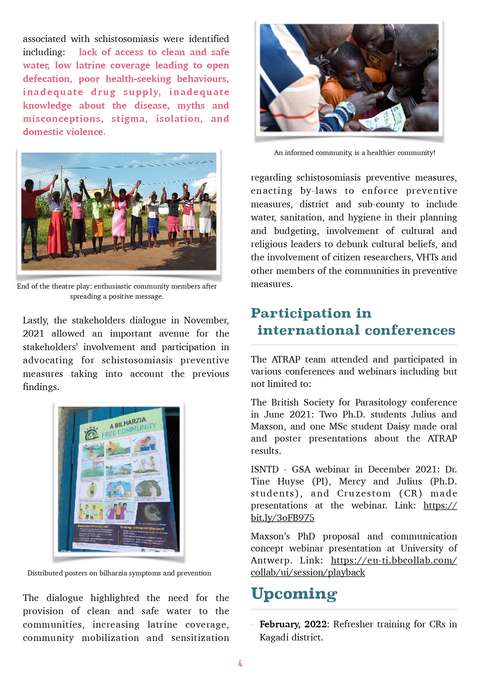 associated with schistosomiasis were identified
including: lack of access to clean and safe
water, low latrine coverage leading to open
defecation, poor health-seeking behaviours,
inadequate drug supply, inadequate
knowledge about the disease, myths and
misconceptions, stigma, isolation, and
domestic violence.
End of the theatre play: enthusiastic community members after
spreading a positive message.
Lastly, the stakeholders dialogue in November,
2021 allowed an important avenue for the
stakeholders' involvement and participation in
advocating for schistosomiasis preventive
measures taking into account the previous
findings.
A BILHARZIA
FREE COMMUNITY
Distributed posters on bilharzia symptoms and prevention
The dialogue highlighted the need for the
provision of clean and safe water to the
communities, increasing latrine coverage,
community mobilization and sensitization
An informed community, is a healthier community!
regarding schistosomiasis preventive measures,
enacting by-laws to enforce preventive
measures, district and sub-county to include
water, sanitation, and hygiene in their planning
and budgeting, involvement of cultural and
religious leaders to debunk cultural beliefs, and
the involvement of citizen researchers, VHTs and
other members of the communities in preventive
measures.
Participation in
international conferences
The ATRAP team attended and participated in
various conferences and webinars including but
not limited to:
The British Society for Parasitology conference
in June 2021: Two Ph.D. students Julius and
Maxson, and one MSc student Daisy made oral
and poster presentations about the ATRAP
results.
ISNTD - GSA webinar in December 2021: Dr.
Tine Huyse (PI), Mercy and Julius (Ph.D.
students), and Cruzestom (CR) made
presentations at the webinar. Link: https://
bit.ly/3oFB975
Maxson's PhD proposal and communication
concept webinar presentation at University of
Antwerp. Link: https://eu-ti.bbcollab.com/
collab/ui/session/playback
Upcoming
- February, 2022: Refresher training for CRs in
Kagadi district.
4